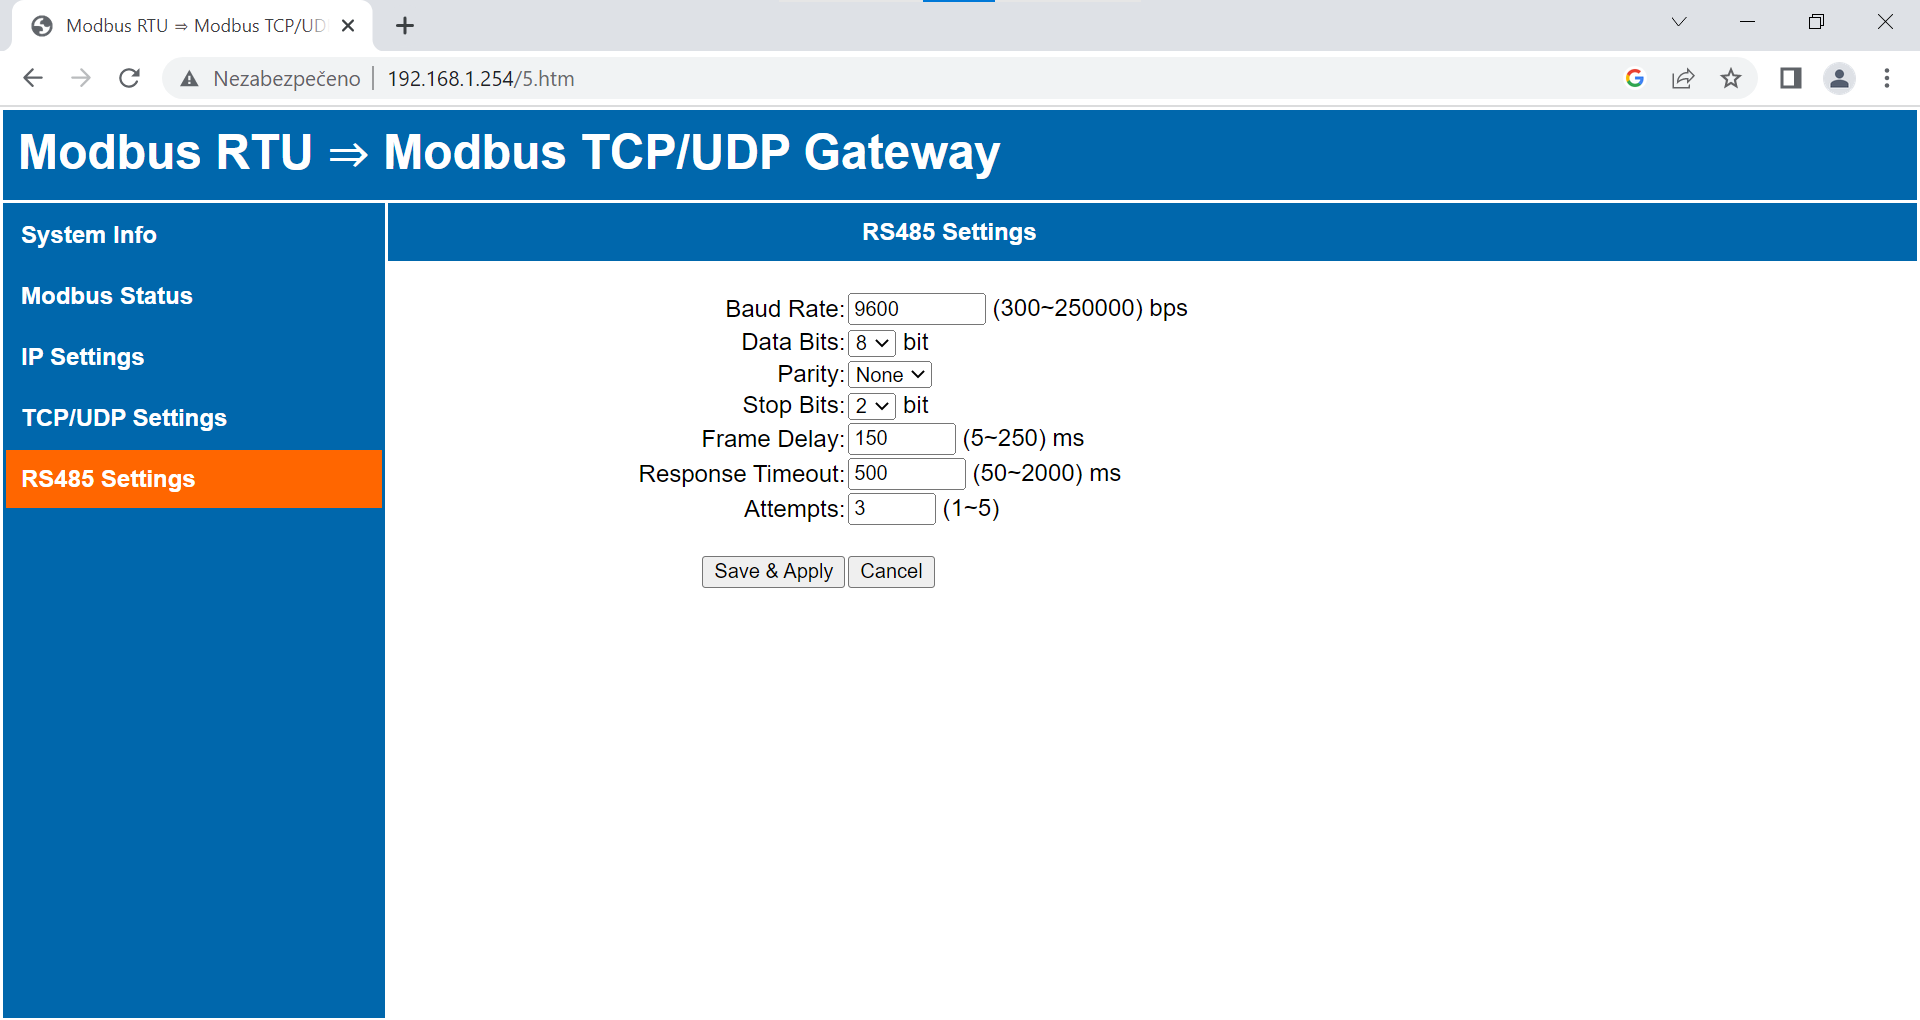 Modbus RTU ⇒ Modbus TCP/UD
Nezabezpečeno | 192.168.1.254/5.htm
Modbus RTU ⇒ Modbus TCP/UDP Gateway
System Info
Modbus Status
IP Settings
TCP/UDP Settings
RS485 Settings
RS485 Settings
Baud Rate: 9600 (300~250000) bps
Data Bits: 8 bit
Parity: None
Stop Bits: 2 bit
Frame Delay: 150 (5~250) ms
Response Timeout: 500 (50~2000) ms
Attempts: 3 (1~5)
Save & Apply Cancel